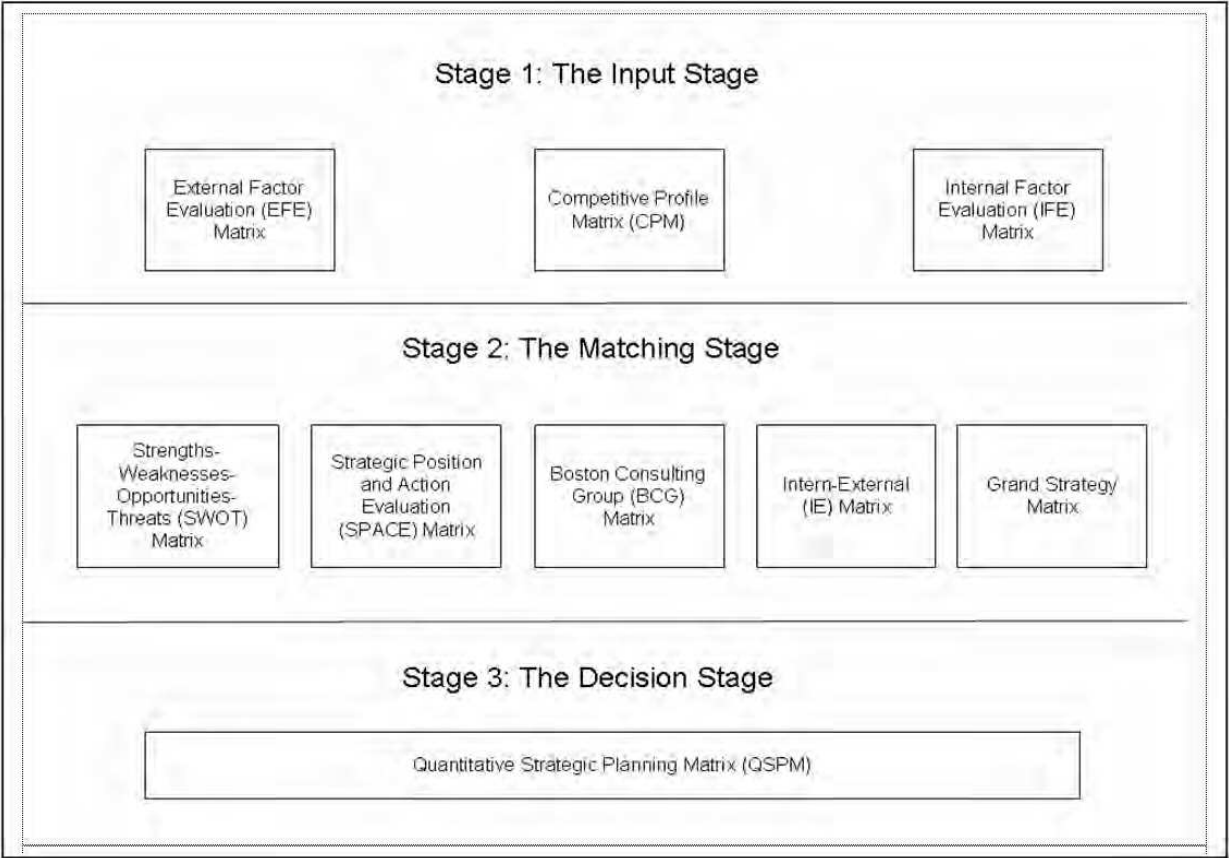 Stage 1: The Input Stage
External Factor
Evaluation (EFE)
Matrix
Competitive Profile
Matrix (CPM)
Internal Factor
Evaluation (IFE)
Matrix
Stage 2: The Matching Stage
Strengths-
Weaknesses-
Opportunities-
Threats (SWOT)
Matrix
Strategic Position
and Action
Evaluation
(SPACE) Matrix
Boston Consulting
Group (BCG)
Matrix
Intern-External
(IE) Matrix
Grand Strategy
Matrix
Stage 3: The Decision Stage
Quantitative Strategic Planning Matrix (QSPM)